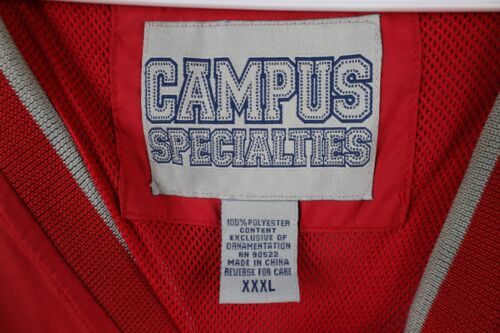 CAMPUS
SPECIALTIES
100% POLYESTER
CONTENT
EXCLUSIVE OF
ORNAMENTATION
RN 90522
MADE IN CHINA
REVERSE FOR CARE
XXXL